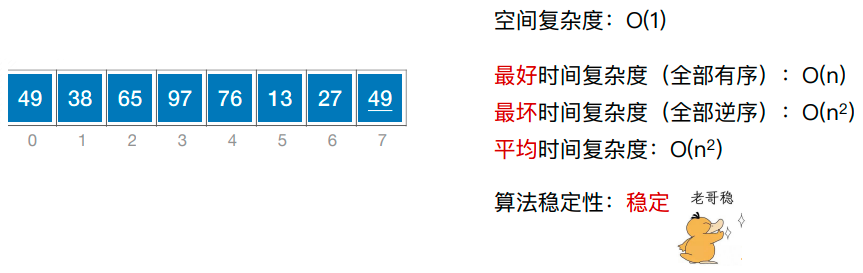 空间复杂度：O(1)
49 38 65 97 76 13 27 49
0 1 2 3 4 5 6 7
最好时间复杂度（全部有序）：O(n)
最坏时间复杂度（全部逆序）：O(n²)
平均时间复杂度：O(n²)
算法稳定性：稳定
老哥稳